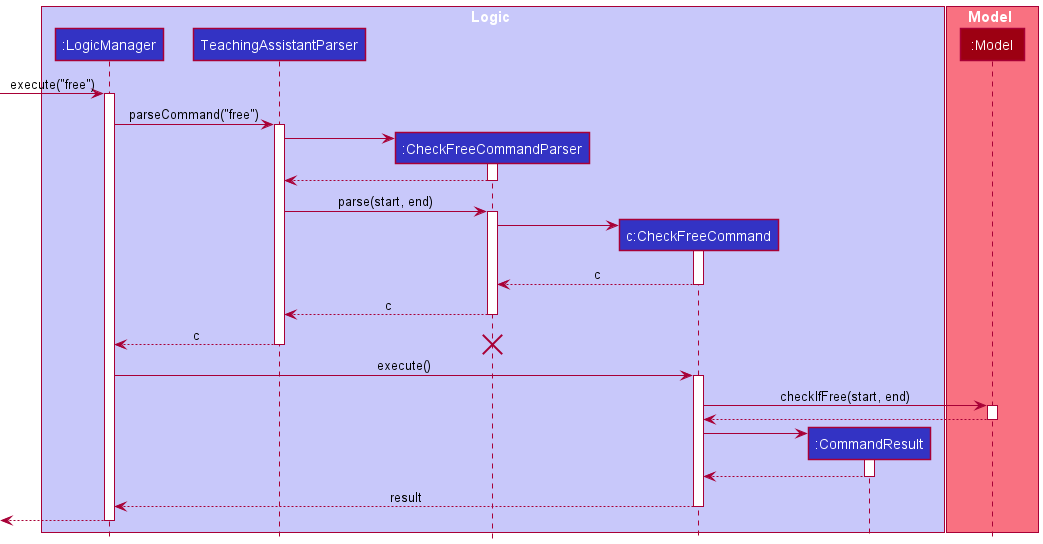 Logic
Model
:LogicManager
TeachingAssistantParser
:Model
execute("free")
parseCommand("free")
:CheckFreeCommandParser
parse(start, end)
c:CheckFreeCommand
c
c
c
execute()
checkIfFree(start, end)
:CommandResult
result